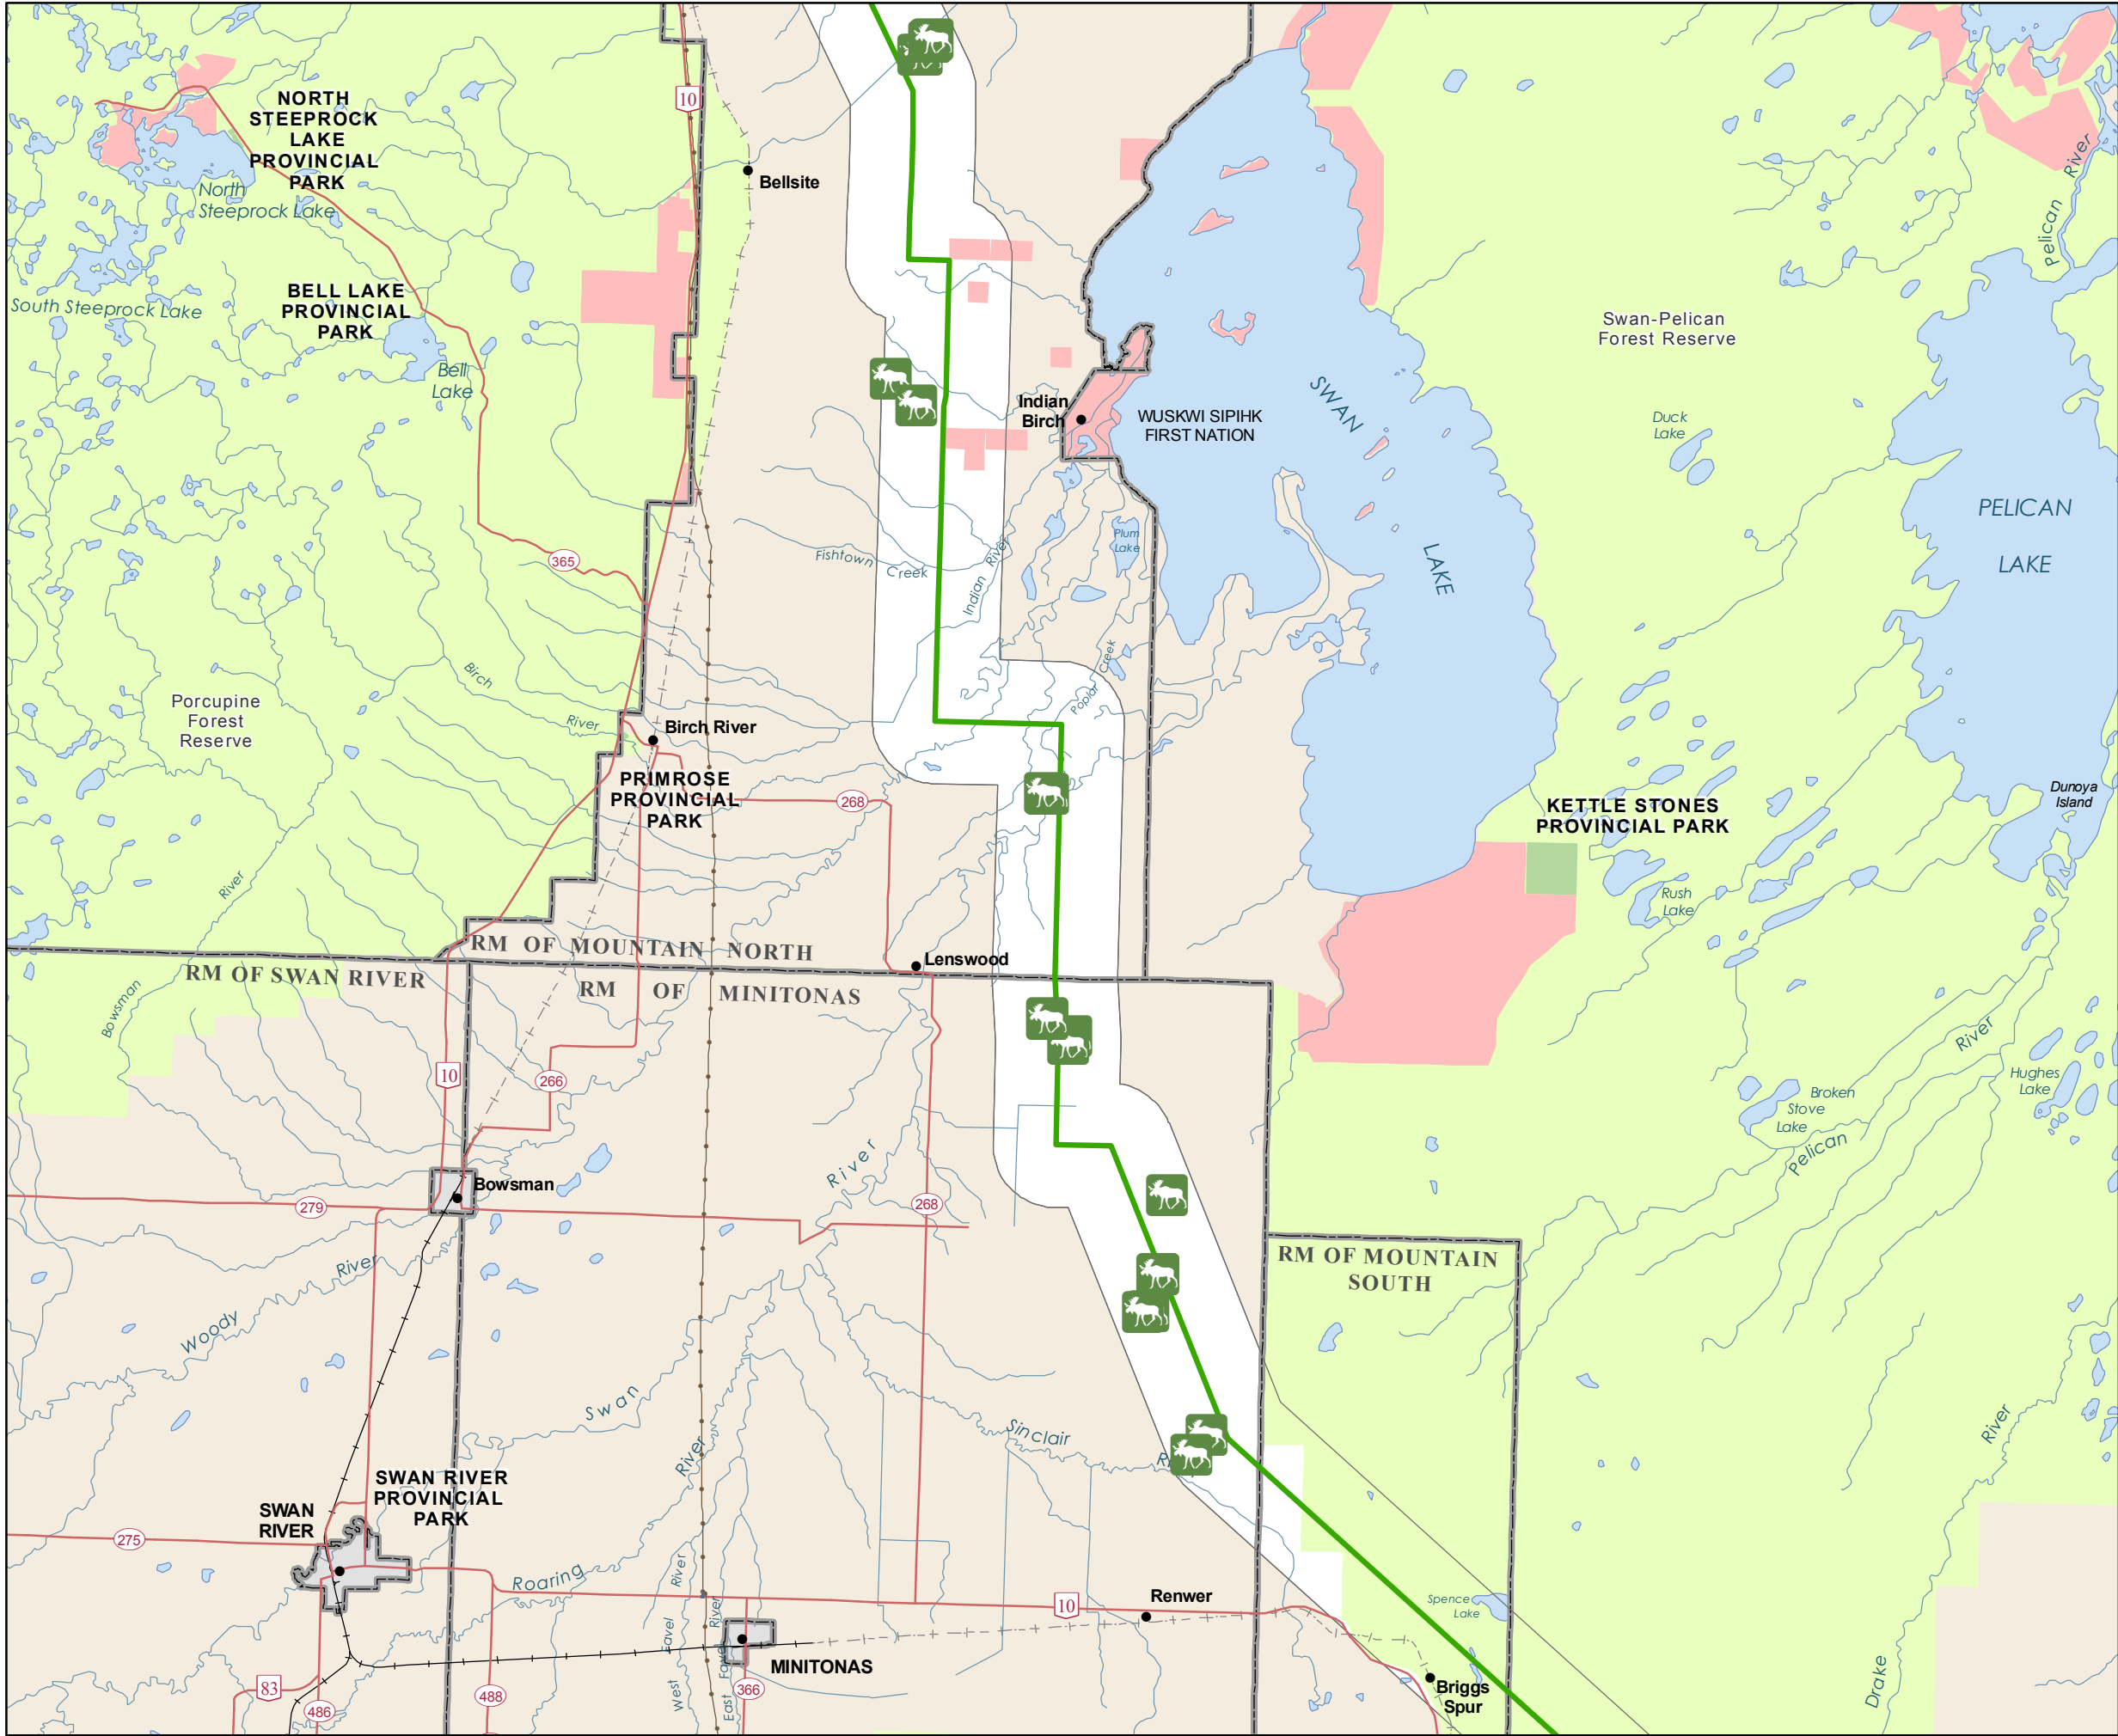 10
NORTH
STEEPROCK
LAKE
PROVINCIAL
PARK
North
Steeprock Lake
Bellsite
Pelican River
South Steeprock Lake
BELL LAKE
PROVINCIAL
PARK
Bell
Lake
Swan-Pelican
Forest Reserve
Indian
Birch
WUSKWI SIPIHK
FIRST NATION
SWAN
LAKE
Duck
Lake
PELICAN
LAKE
365
Fishtown Creek
Indian River
Plum
Lake
Poplar Creek
Birch
River
Porcupine
Forest
Reserve
Birch River
PRIMROSE
PROVINCIAL
PARK
268
KETTLE STONES
PROVINCIAL PARK
Dunoya
Island
Rush
Lake
River
Bowsman
RM OF MOUNTAIN NORTH
RM OF SWAN RIVER
RM OF MINITONAS
Lenswood
10
266
River
Pelican
Broken
Stove
Lake
Hughes
Lake
Bowsman
279
268
River
Woody
River
RM OF MOUNTAIN
SOUTH
Swan
River
Sinclair
SWAN RIVER
PROVINCIAL
PARK
SWAN
RIVER
275
Roaring
River
West Favel
River
East Favel
10
Renwer
Spence
Lake
River
Drake
MINITONAS
83
486
488
366
Briggs
Spur